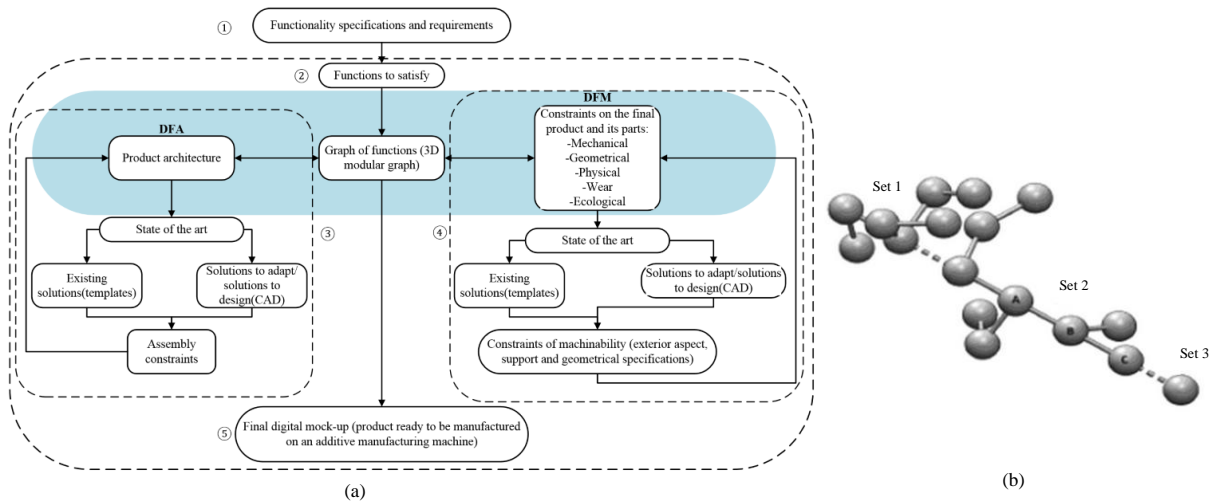 ① Functionality specifications and requirements
② Functions to satisfy
DFA
Product architecture
Graph of functions (3D
modular graph)
DFM
Constraints on the final
product and its parts:
-Mechanical
-Geometrical
-Physical
-Wear
-Ecological
③
State of the art
Existing
solutions(templates)
Solutions to adapt/
solutions to
design(CAD)
Assembly
constraints
④
State of the art
Existing
solutions(templates)
Solutions to adapt/solutions
to design(CAD)
Constraints of machinability (exterior aspect,
support and geometrical specifications)
⑤ Final digital mock-up (product ready to be manufactured
on an additive manufacturing machine)
(a)
Set 1
Set 2
A
B
Set 3
C
(b)